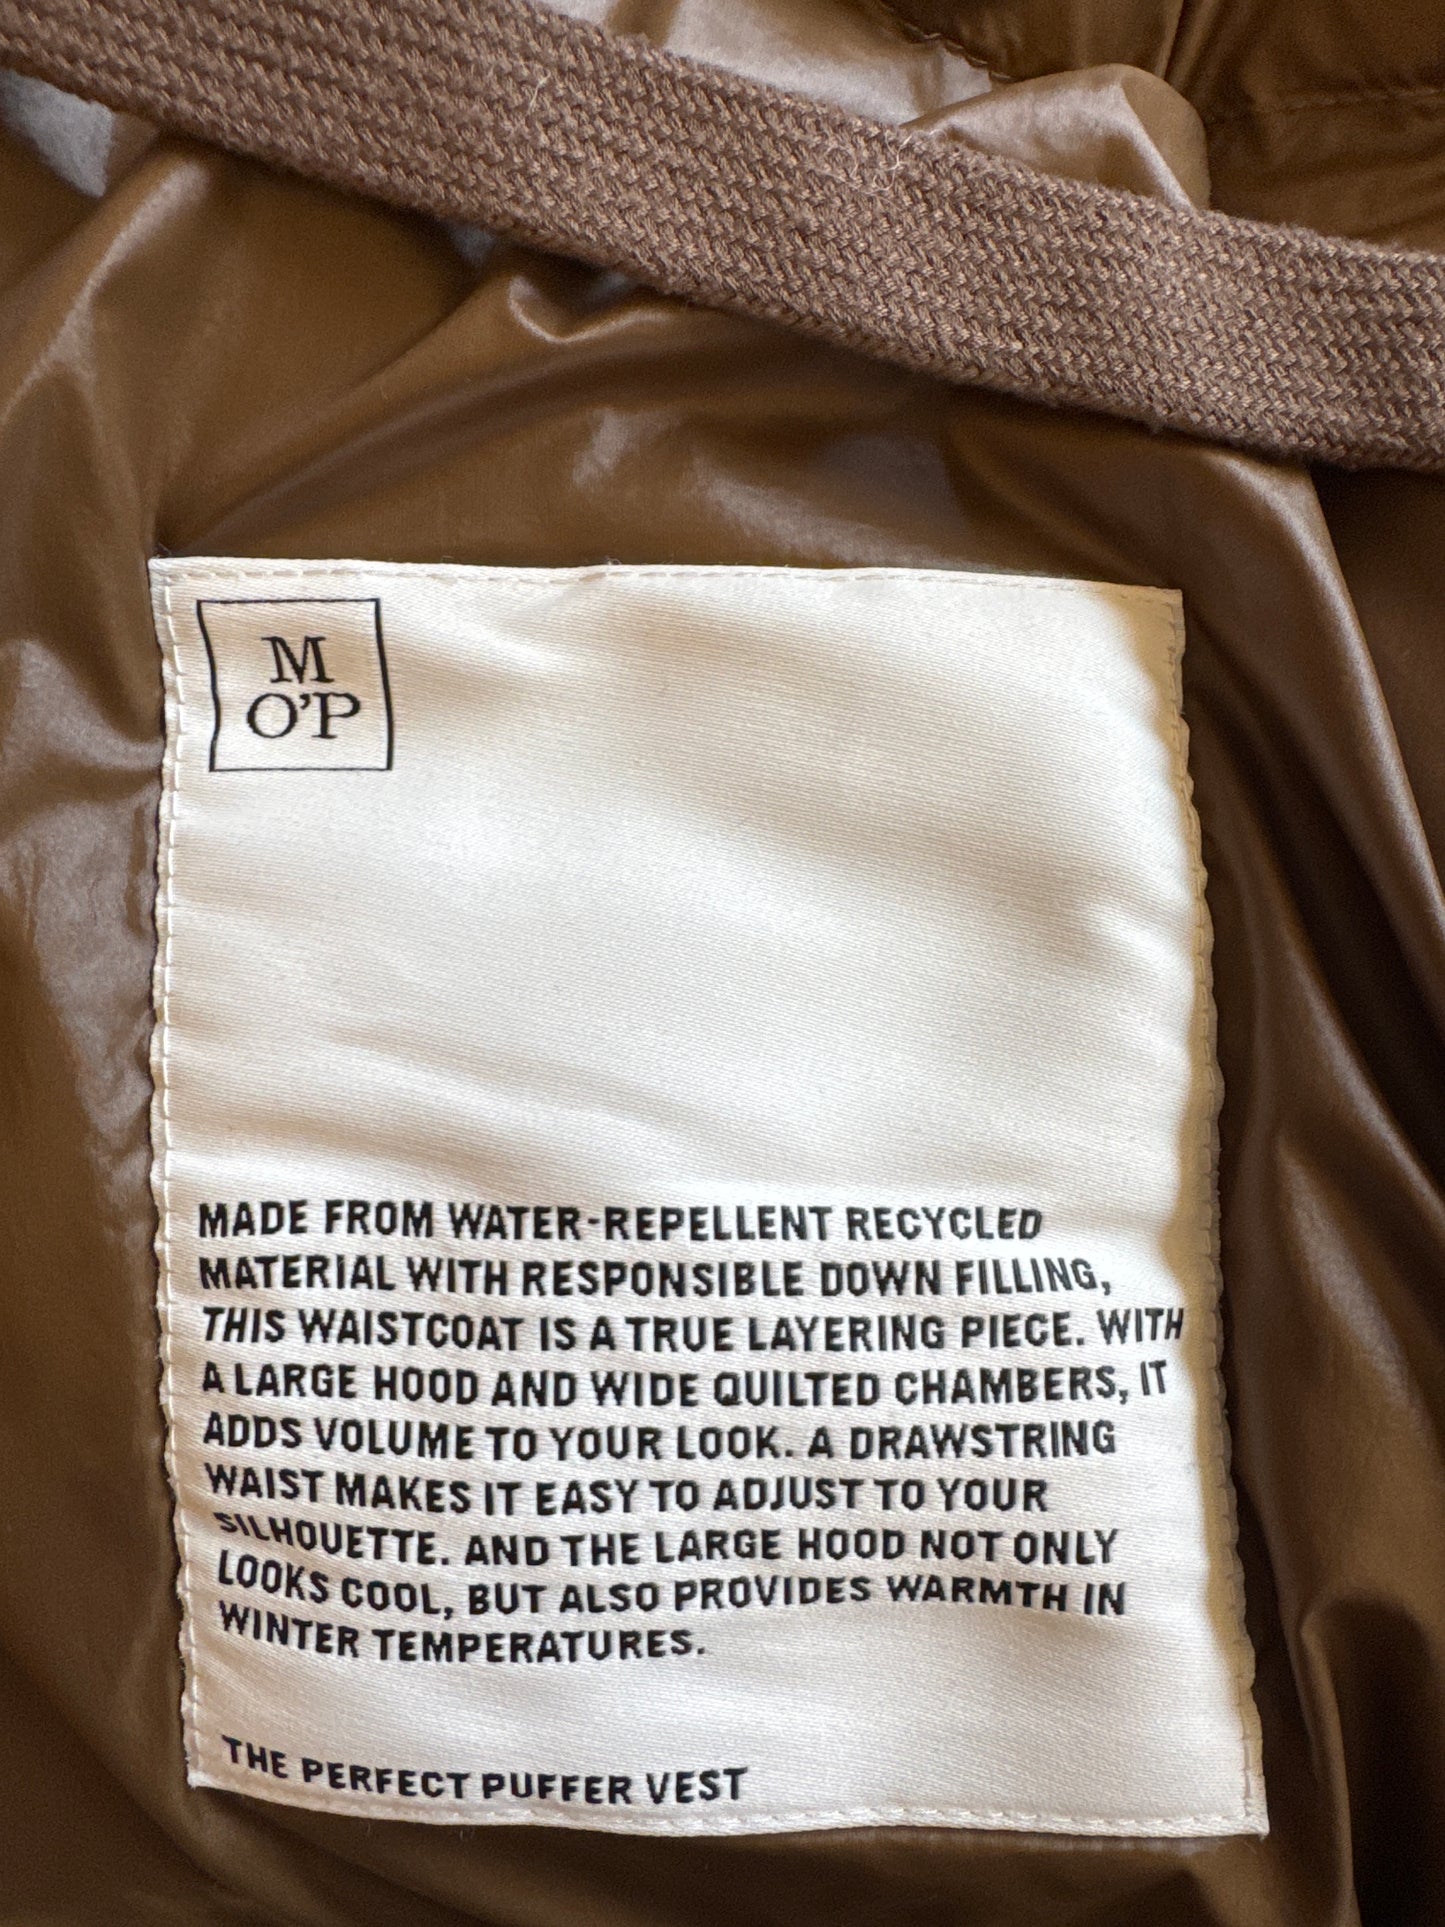 M
O'P
MADE FROM WATER-REPELLENT RECYCLED
MATERIAL WITH RESPONSIBLE DOWN FILLING,
THIS WAISTCOAT IS A TRUE LAYERING PIECE. WITH
A LARGE HOOD AND WIDE QUILTED CHAMBERS, IT
ADDS VOLUME TO YOUR LOOK. A DRAWSTRING
WAIST MAKES IT EASY TO ADJUST TO YOUR
SILHOUETTE. AND THE LARGE HOOD NOT ONLY
LOOKS COOL, BUT ALSO PROVIDES WARMTH IN
WINTER TEMPERATURES.
THE PERFECT PUFFER VEST